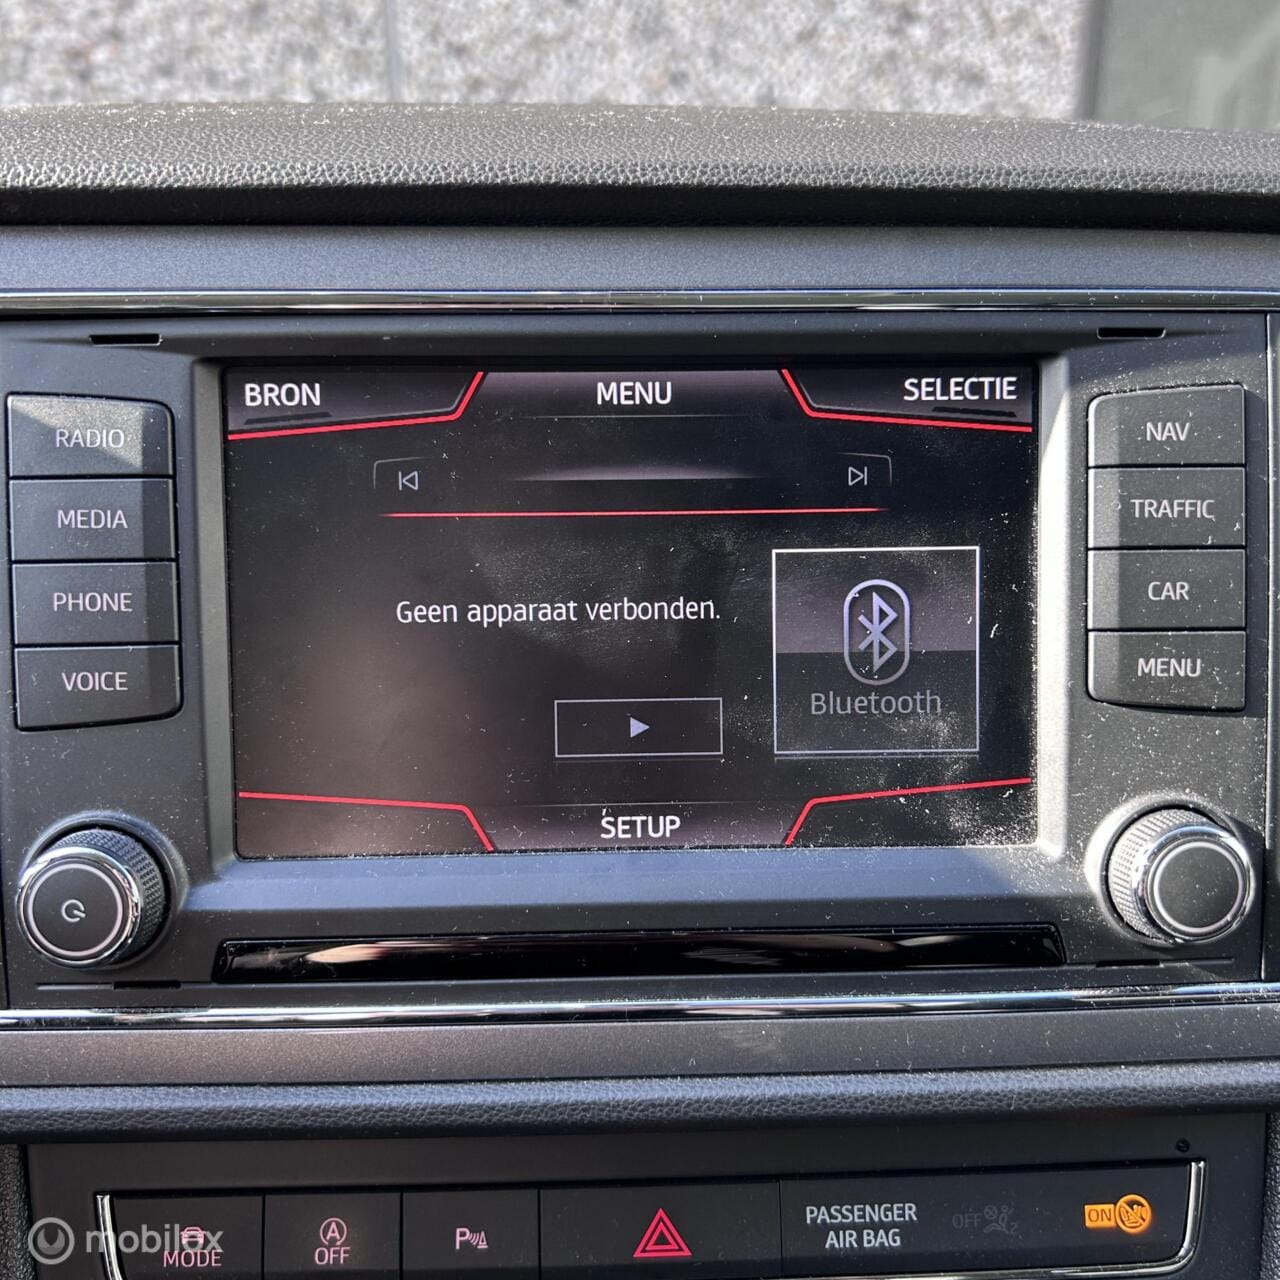 BRON MENU SELECTIE
RADIO
MEDIA
PHONE
VOICE
Geen apparaat verbonden.
Bluetooth
SETUP
NAV
TRAFFIC
CAR
MENU
MODE
A
OFF
P
PASSENGER
AIR BAG
OFF
2
ON
mobilox